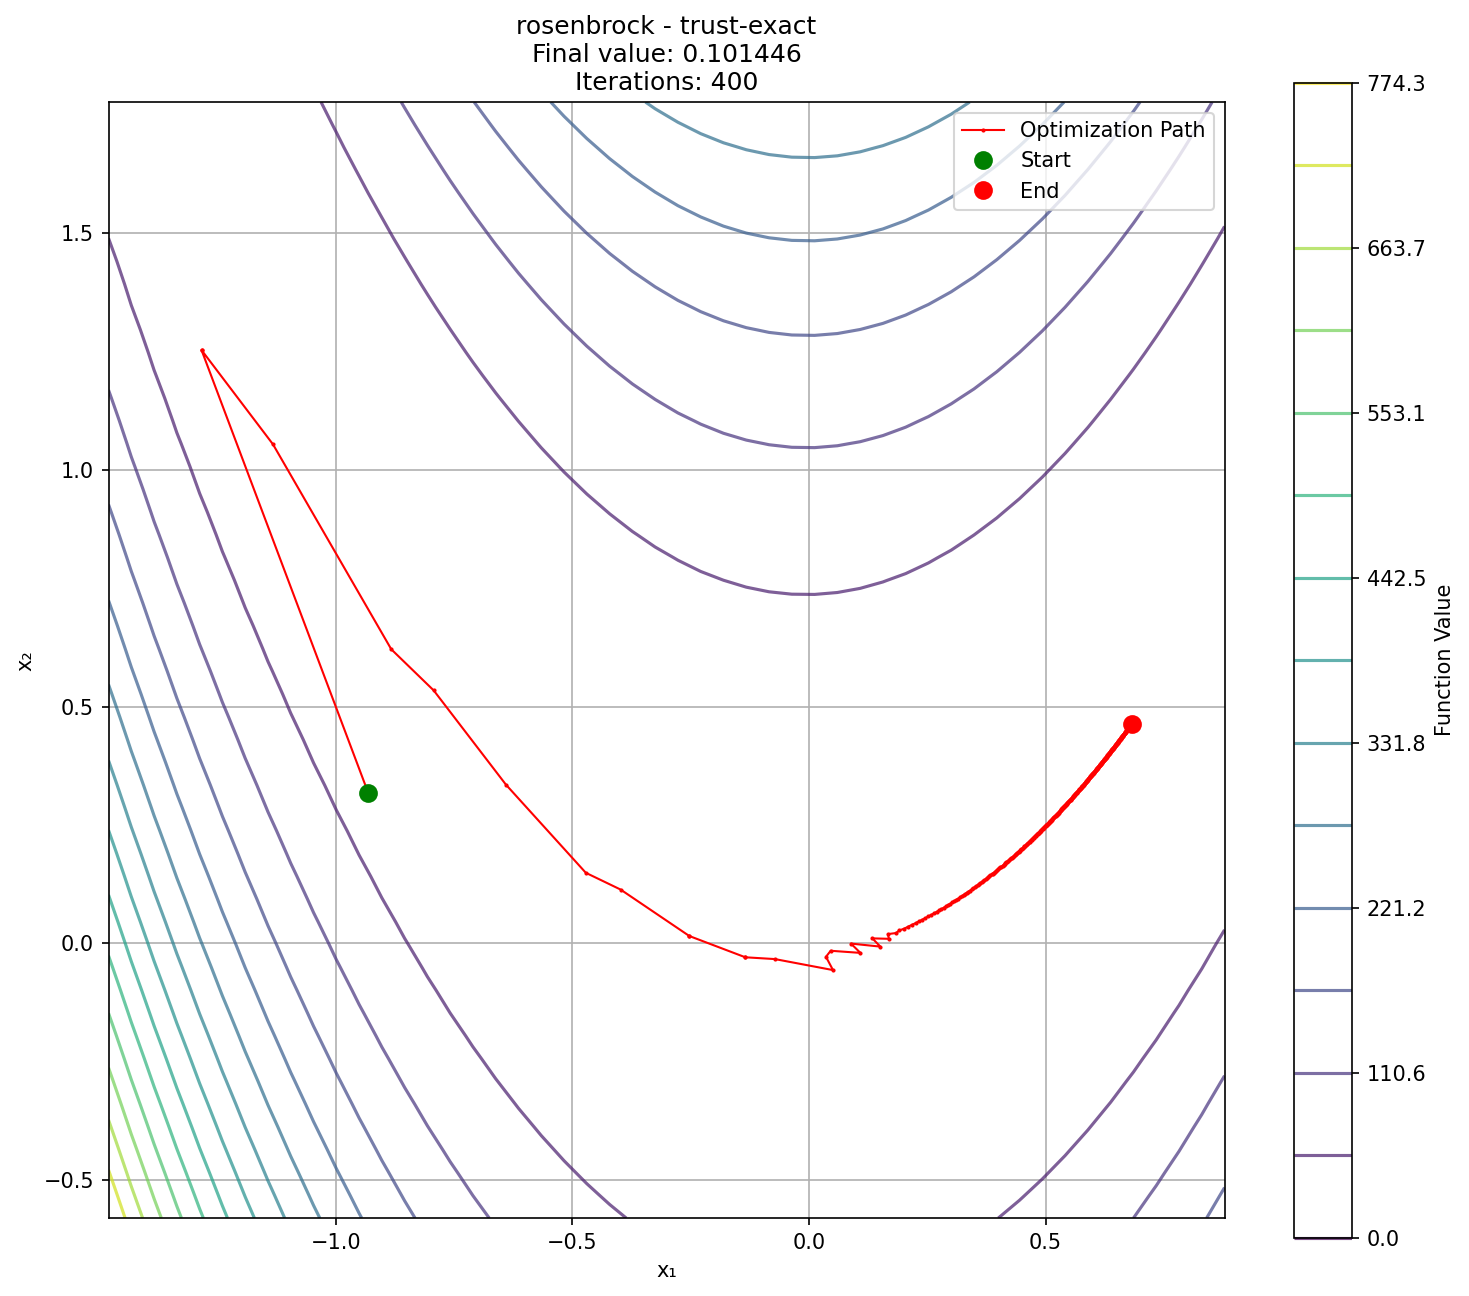 rosenbrock - trust-exact
Final value: 0.101446
Iterations: 400
Optimization Path
Start
End
1.5
1.0
0.5
0.0
−0.5
x₂
−1.0
−0.5
0.0
0.5
x₁
774.3
663.7
553.1
442.5
331.8
221.2
110.6
0.0
Function Value